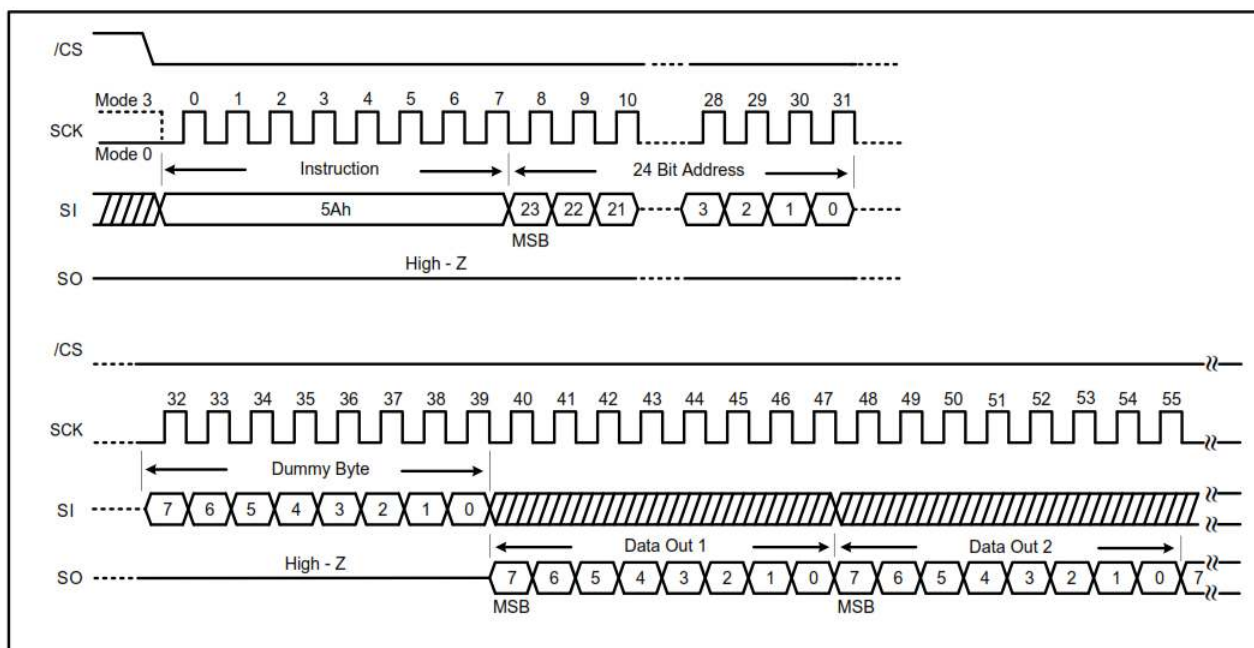 /CS
Mode 3 0 1 2 3 4 5 6 7 8 9 10 28 29 30 31
SCK
Mode 0
Instruction 24 Bit Address
SI 5Ah 23 22 21 3 2 1 0
MSB
High - Z
SO
/CS
32 33 34 35 36 37 38 39 40 41 42 43 44 45 46 47 48 49 50 51 52 53 54 55
SCK
Dummy Byte
SI 7 6 5 4 3 2 1 0
Data Out 1 Data Out 2
High - Z
SO 7 6 5 4 3 2 1 0 7 6 5 4 3 2 1 0 7
MSB MSB